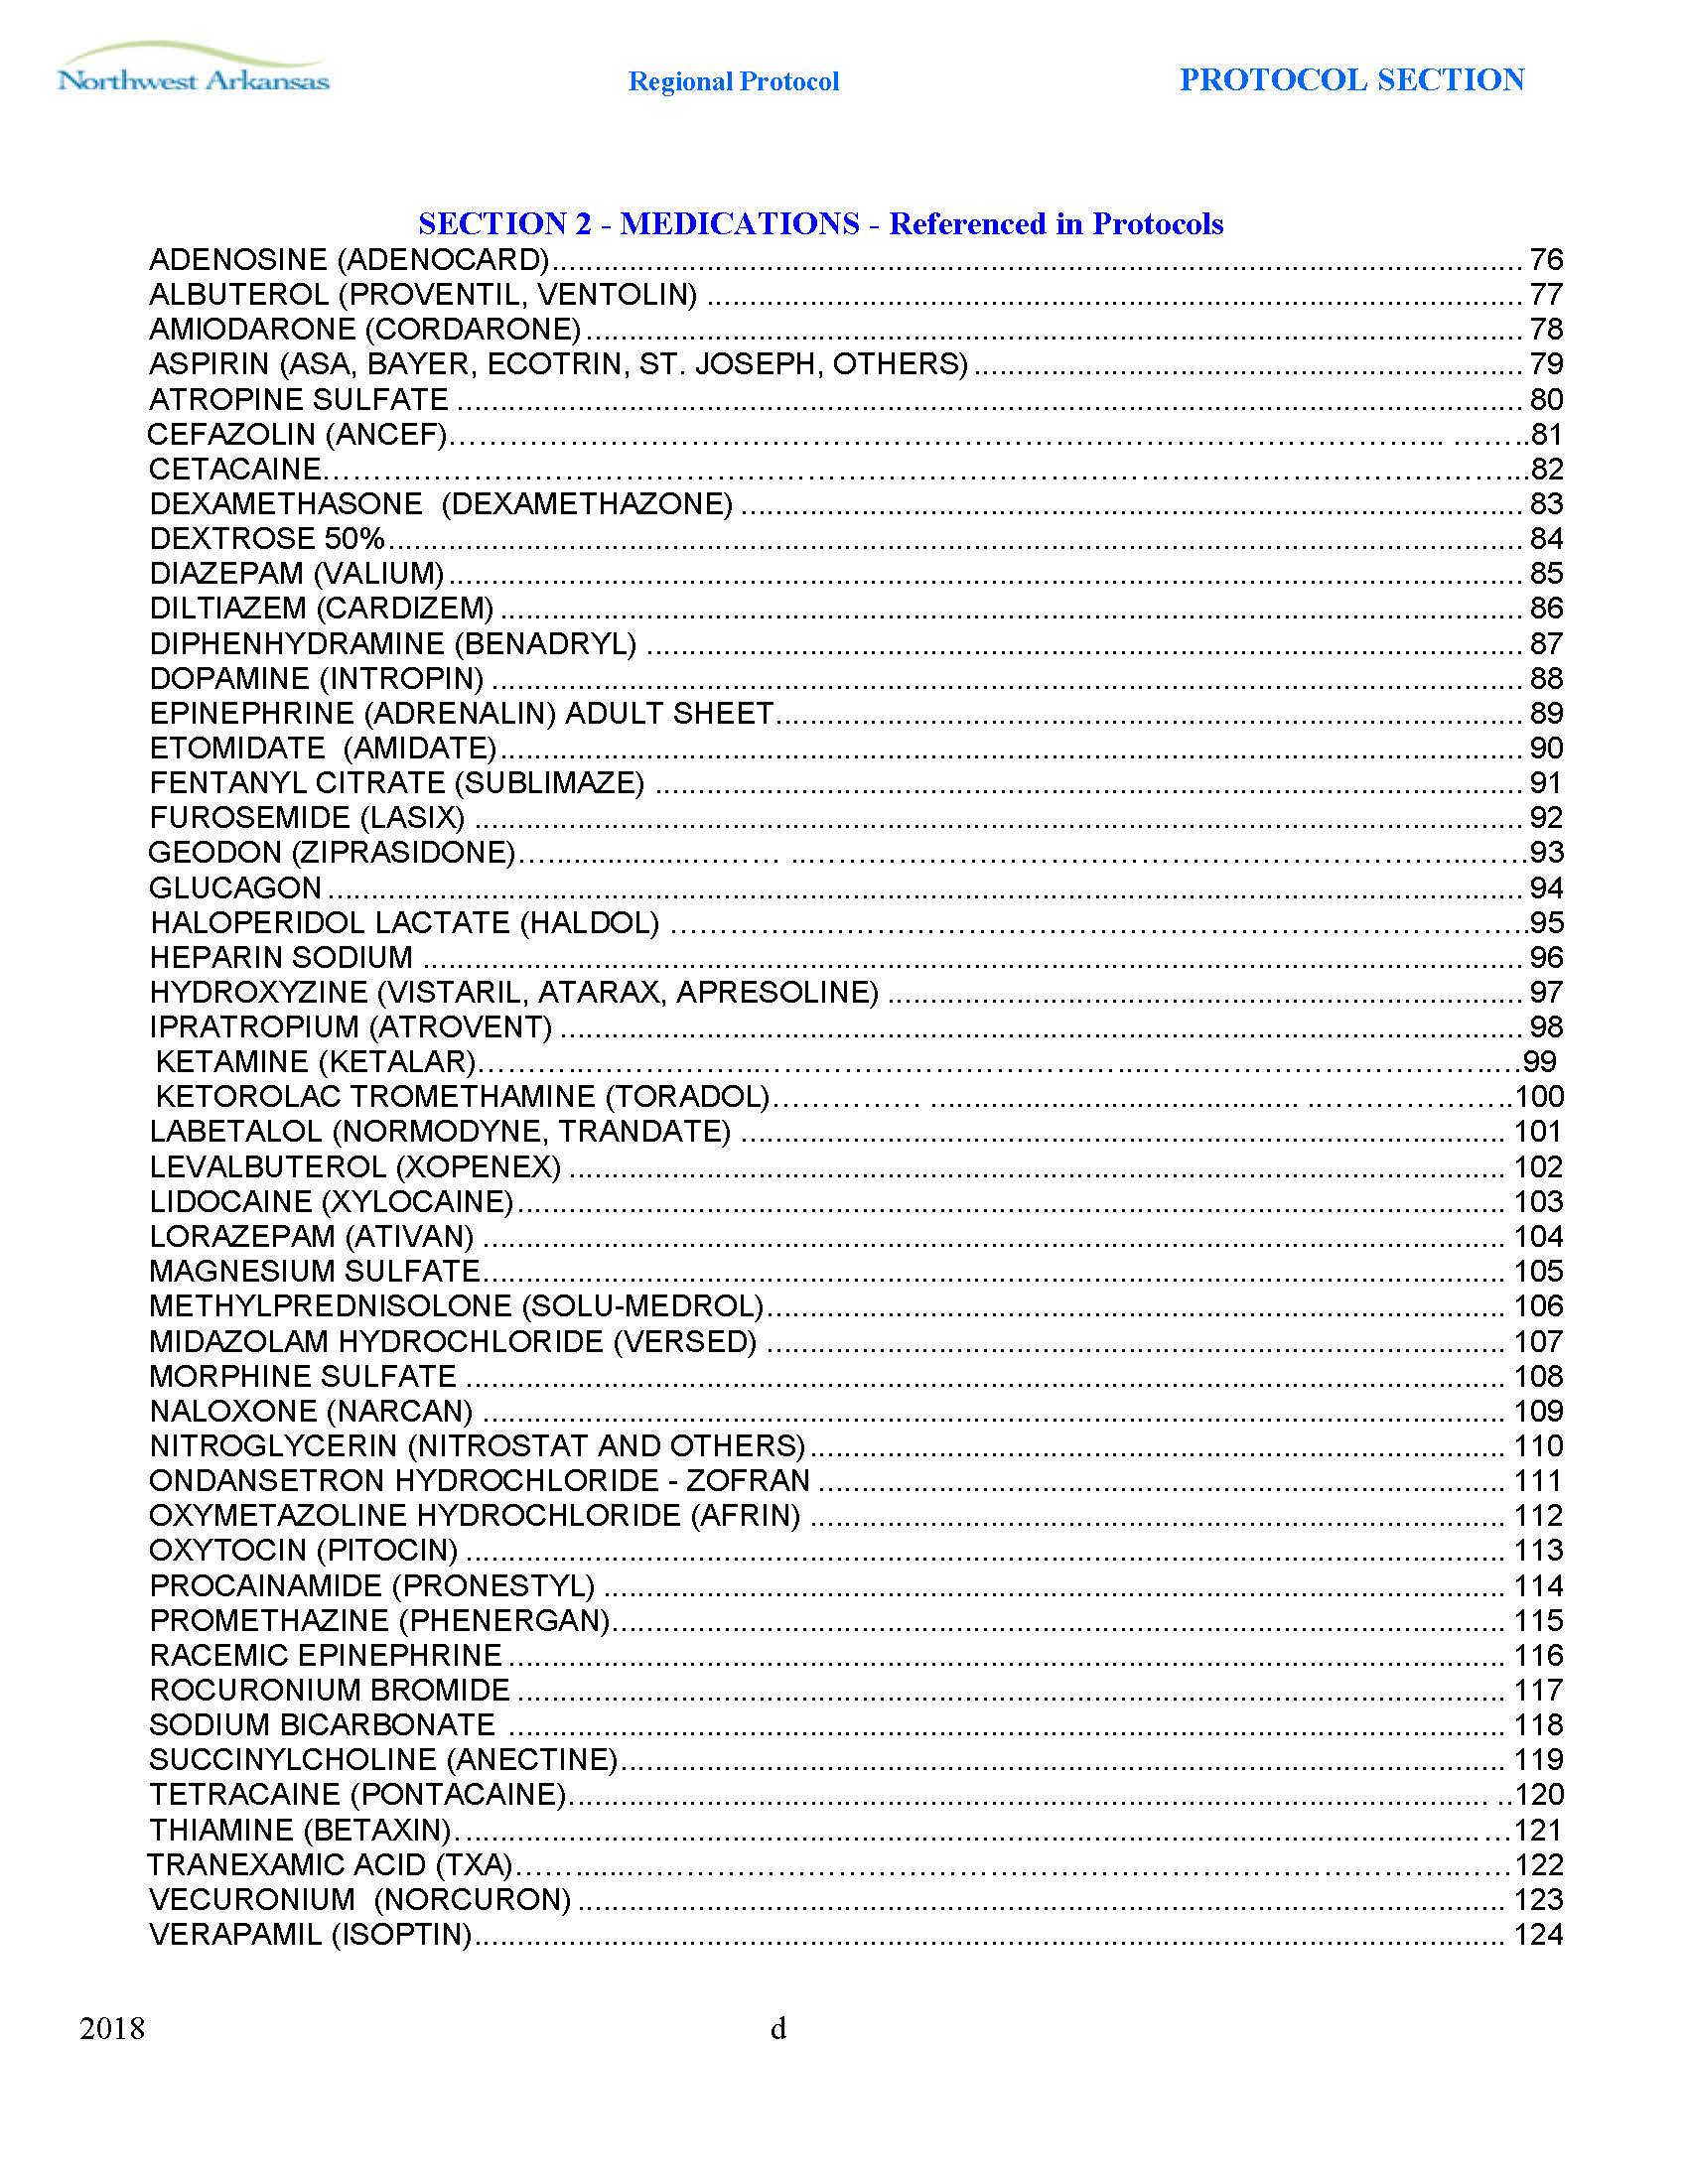 Northwest Arkansas Regional Protocol PROTOCOL SECTION
SECTION 2 - MEDICATIONS - Referenced in Protocols
ADENOSINE (ADENOCARD)........ 76
ALBUTEROL (PROVENTIL, VENTOLIN) ........ 77
AMIODARONE (CORDARONE)........ 78
ASPIRIN (ASA, BAYER, ECOTRIN, ST. JOSEPH, OTHERS)........ 79
ATROPINE SULFATE ........ 80
CEFAZOLIN (ANCEF)........81
CETACAINE........82
DEXAMETHASONE (DEXAMETHAZONE) ........ 83
DEXTROSE 50%........ 84
DIAZEPAM (VALIUM)........ 85
DILTIAZEM (CARDIZEM) ........ 86
DIPHENHYDRAMINE (BENADRYL) ........ 87
DOPAMINE (INTROPIN) ........ 88
EPINEPHRINE (ADRENALIN) ADULT SHEET........ 89
ETOMIDATE (AMIDATE)........ 90
FENTANYL CITRATE (SUBLIMAZE) ........ 91
FUROSEMIDE (LASIX) ........ 92
GEODON (ZIPRASIDONE)........93
GLUCAGON ........ 94
HALOPERIDOL LACTATE (HALDOL) ........95
HEPARIN SODIUM ........ 96
HYDROXYZINE (VISTARIL, ATARAX, APRESOLINE) ........ 97
IPRATROPIUM (ATROVENT) ........ 98
KETAMINE (KETALAR)........99
KETOROLAC TROMETHAMINE (TORADOL)........100
LABETALOL (NORMODYNE, TRANDATE) ........ 101
LEVALBUTEROL (XOPENEX) ........ 102
LIDOCAINE (XYLOCAINE)........ 103
LORAZEPAM (ATIVAN) ........ 104
MAGNESIUM SULFATE........ 105
METHYLPREDNISOLONE (SOLU-MEDROL)........ 106
MIDAZOLAM HYDROCHLORIDE (VERSED) ........ 107
MORPHINE SULFATE ........ 108
NALOXONE (NARCAN) ........ 109
NITROGLYCERIN (NITROSTAT AND OTHERS)........ 110
ONDANSETRON HYDROCHLORIDE - ZOFRAN ........ 111
OXYMETAZOLINE HYDROCHLORIDE (AFRIN) ........ 112
OXYTOCIN (PITOCIN) ........ 113
PROCAINAMIDE (PRONESTYL) ........ 114
PROMETHAZINE (PHENERGAN)........ 115
RACEMIC EPINEPHRINE ........ 116
ROCURONIUM BROMIDE ........ 117
SODIUM BICARBONATE ........ 118
SUCCINYLCHOLINE (ANECTINE)........ 119
TETRACAINE (PONTACAINE)........120
THIAMINE (BETAXIN)........121
TRANEXAMIC ACID (TXA)........122
VECURONIUM (NORCURON)........ 123
VERAPAMIL (ISOPTIN)........ 124
2018 d